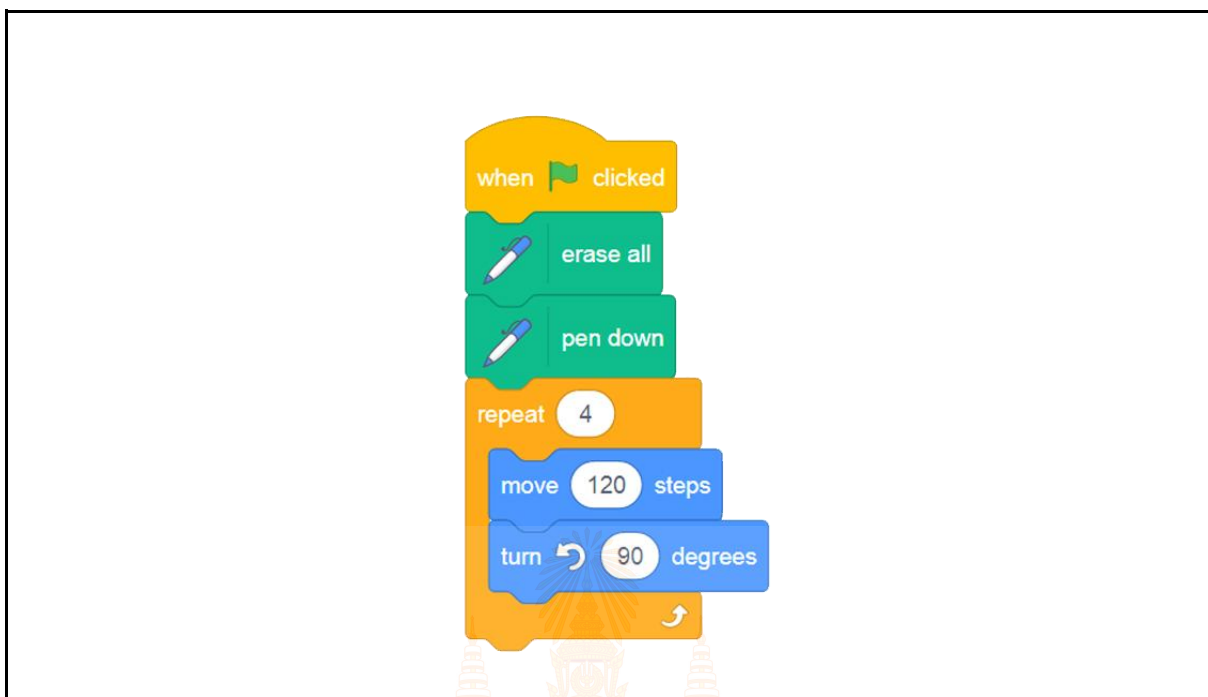 when clicked
erase all
pen down
repeat 4
move 120 steps
turn 90 degrees